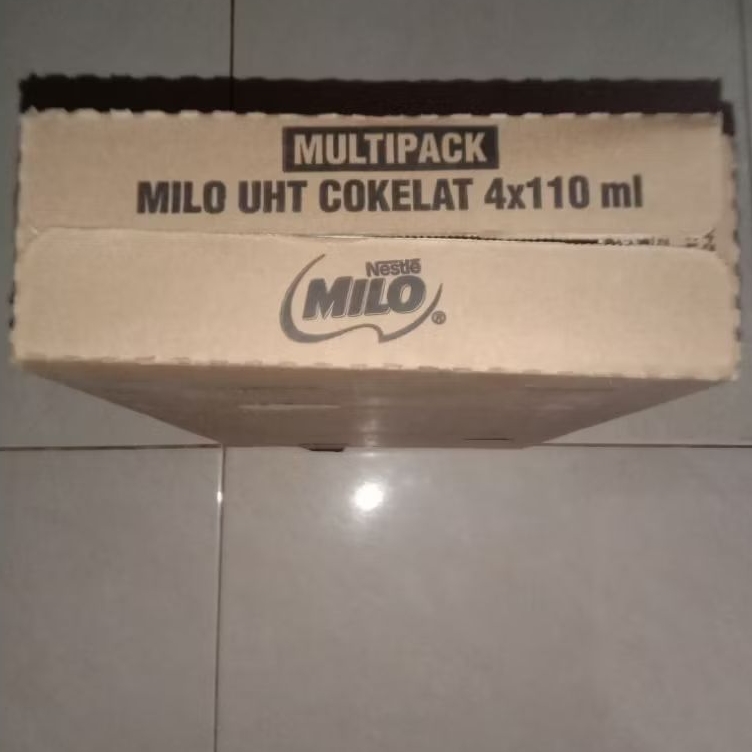 MULTIPACK
MILO UHT COKELAT 4x110 ml
Nestlé
MILO®